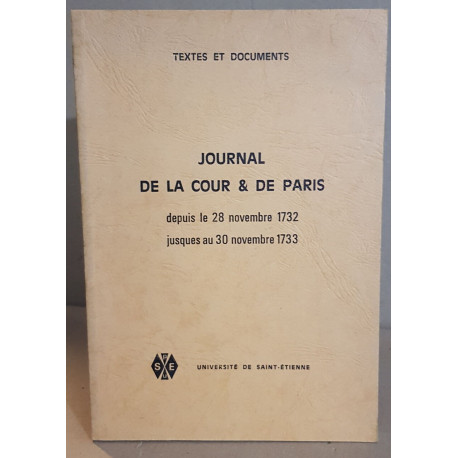 TEXTES ET DOCUMENTS
JOURNAL
DE LA COUR & DE PARIS
depuis le 28 novembre 1732
jusques au 30 novembre 1733
S E
UNIVERSITÉ DE SAINT-ÉTIENNE